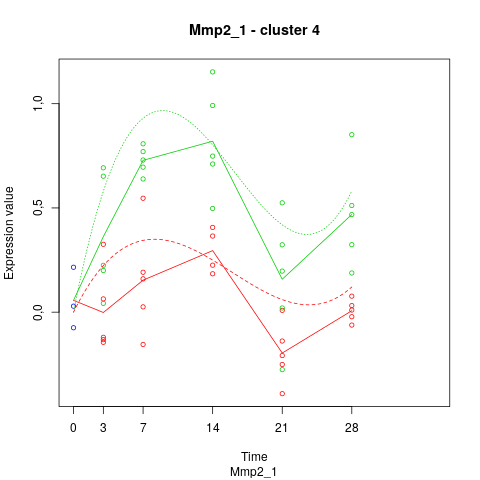 Mmp2_1 - cluster 4
Expression value
1.0
0.5
0.0
0 3 7 14 21 28
Time
Mmp2_1